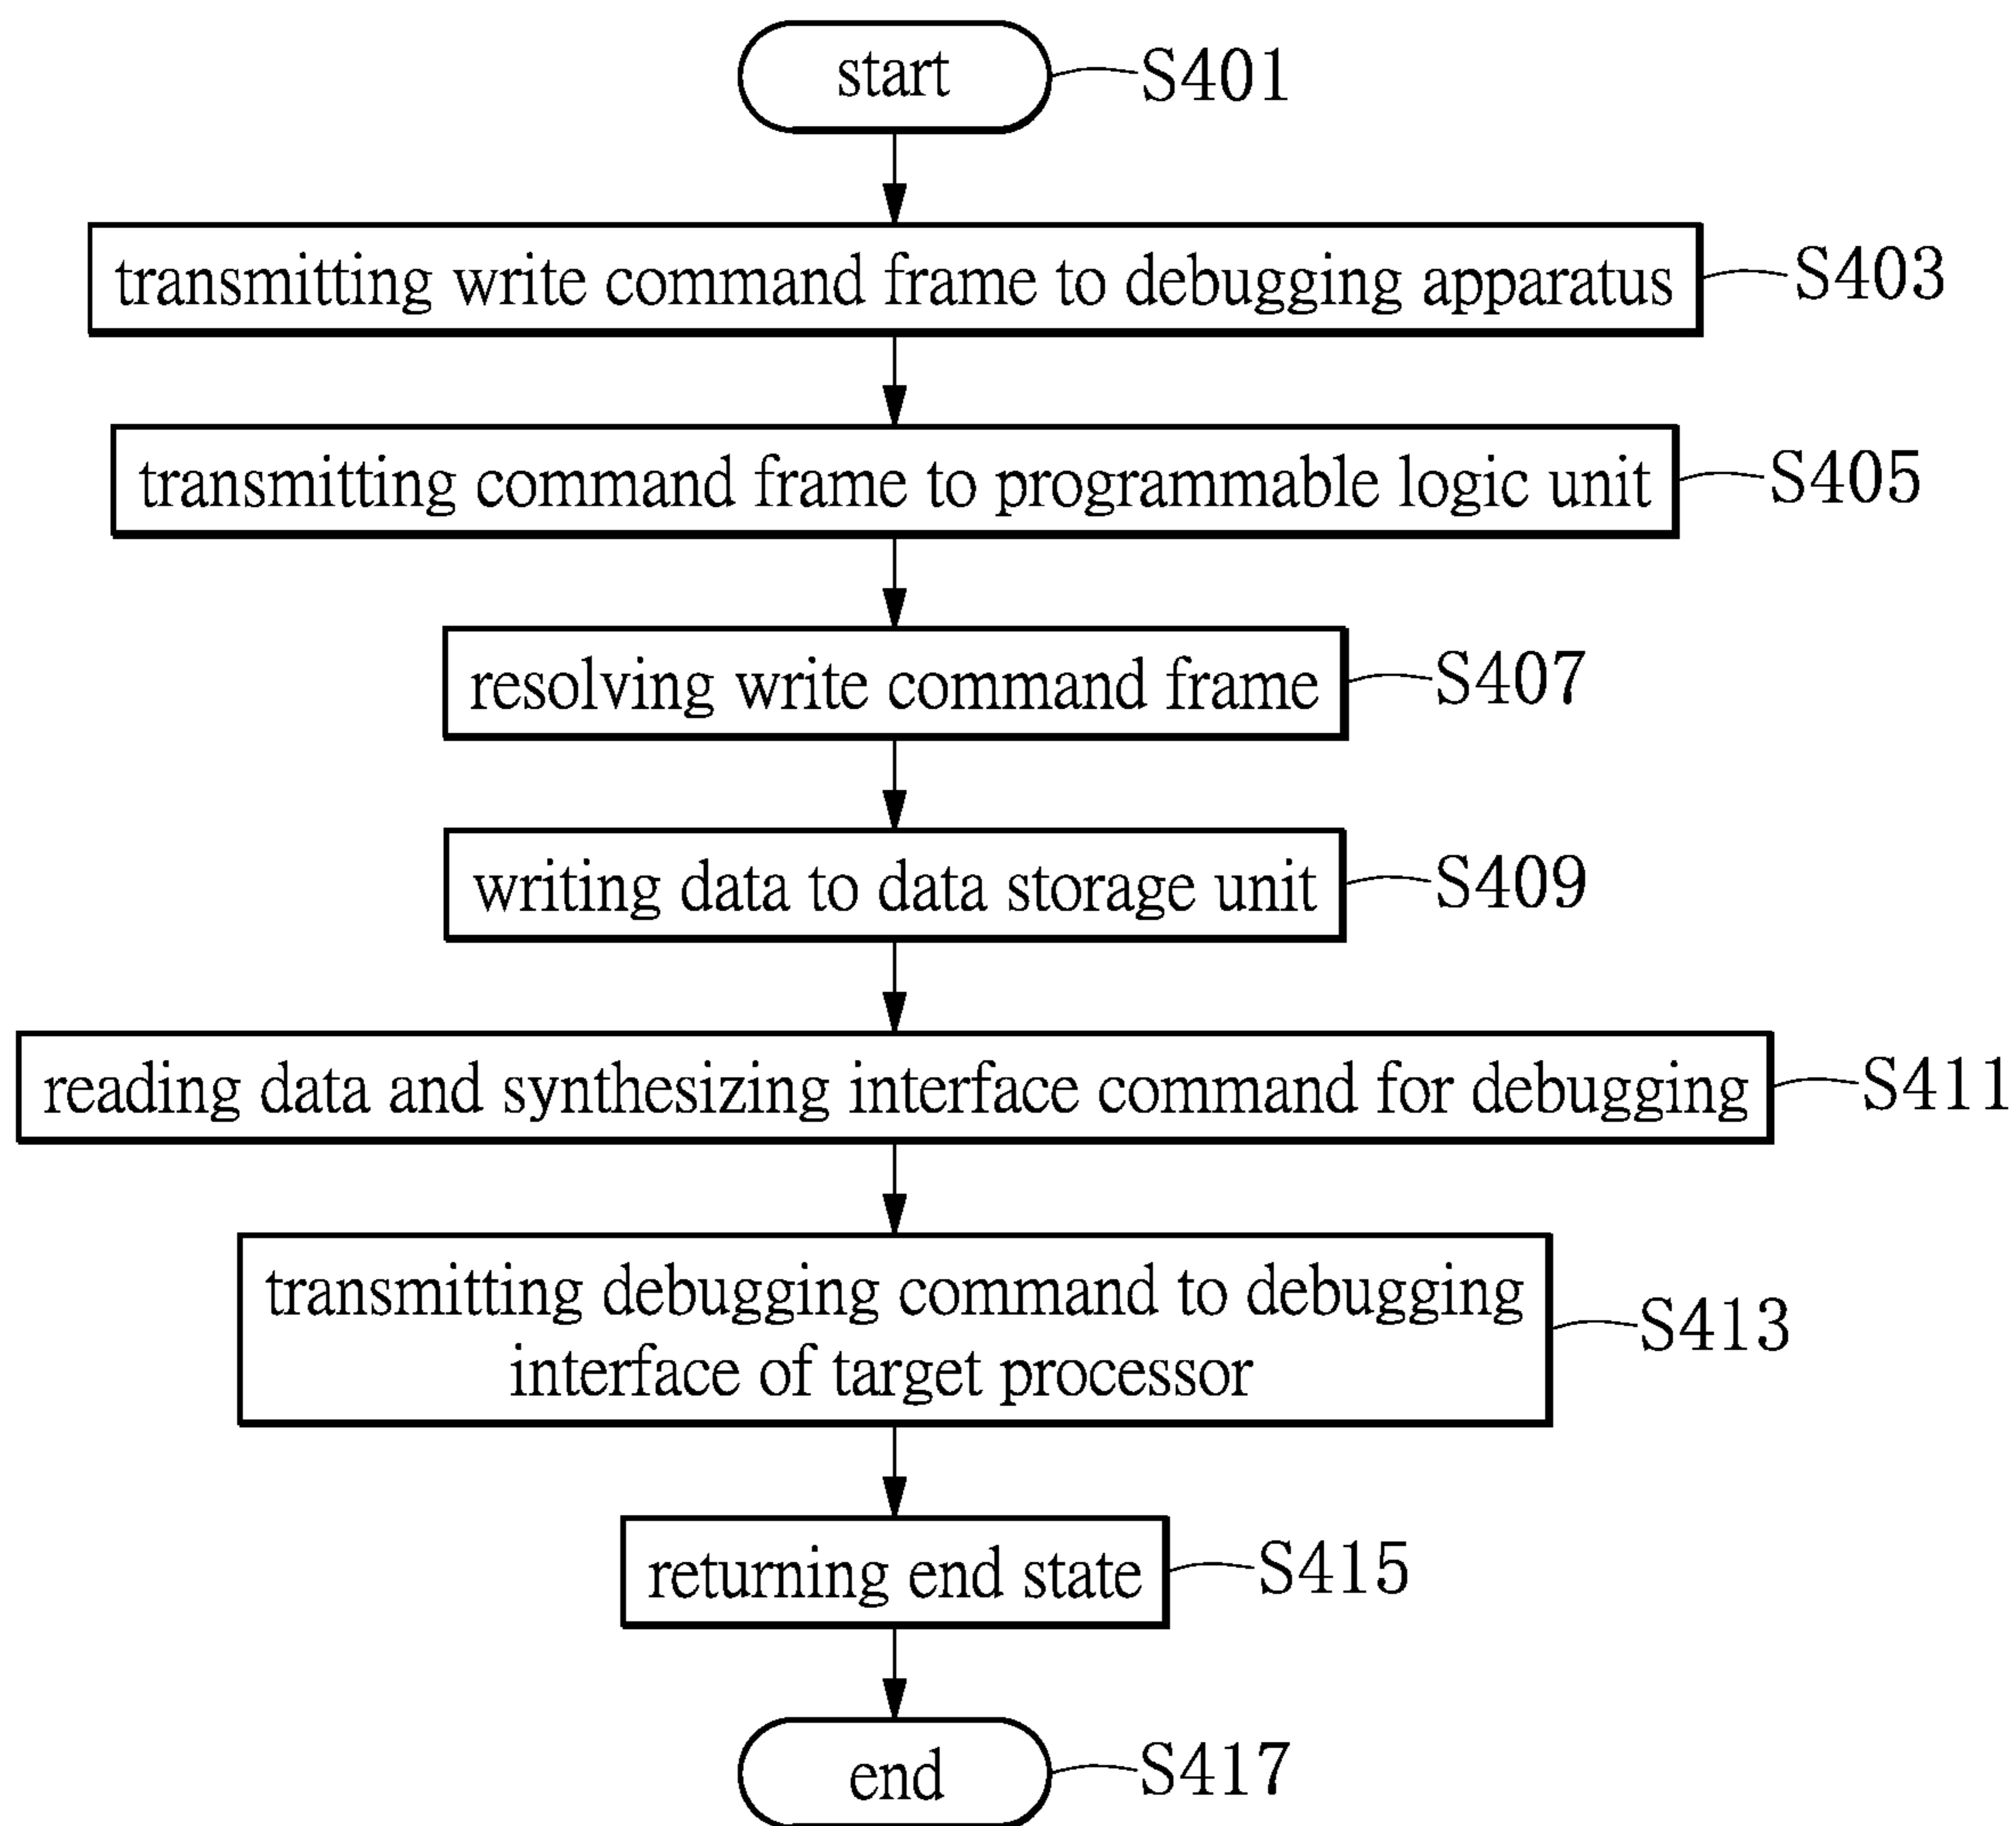 start
S401
transmitting write command frame to debugging apparatus
S403
transmitting command frame to programmable logic unit
S405
resolving write command frame
S407
writing data to data storage unit
S409
reading data and synthesizing interface command for debugging
S411
transmitting debugging command to debugging
interface of target processor
S413
returning end state
S415
end
S417